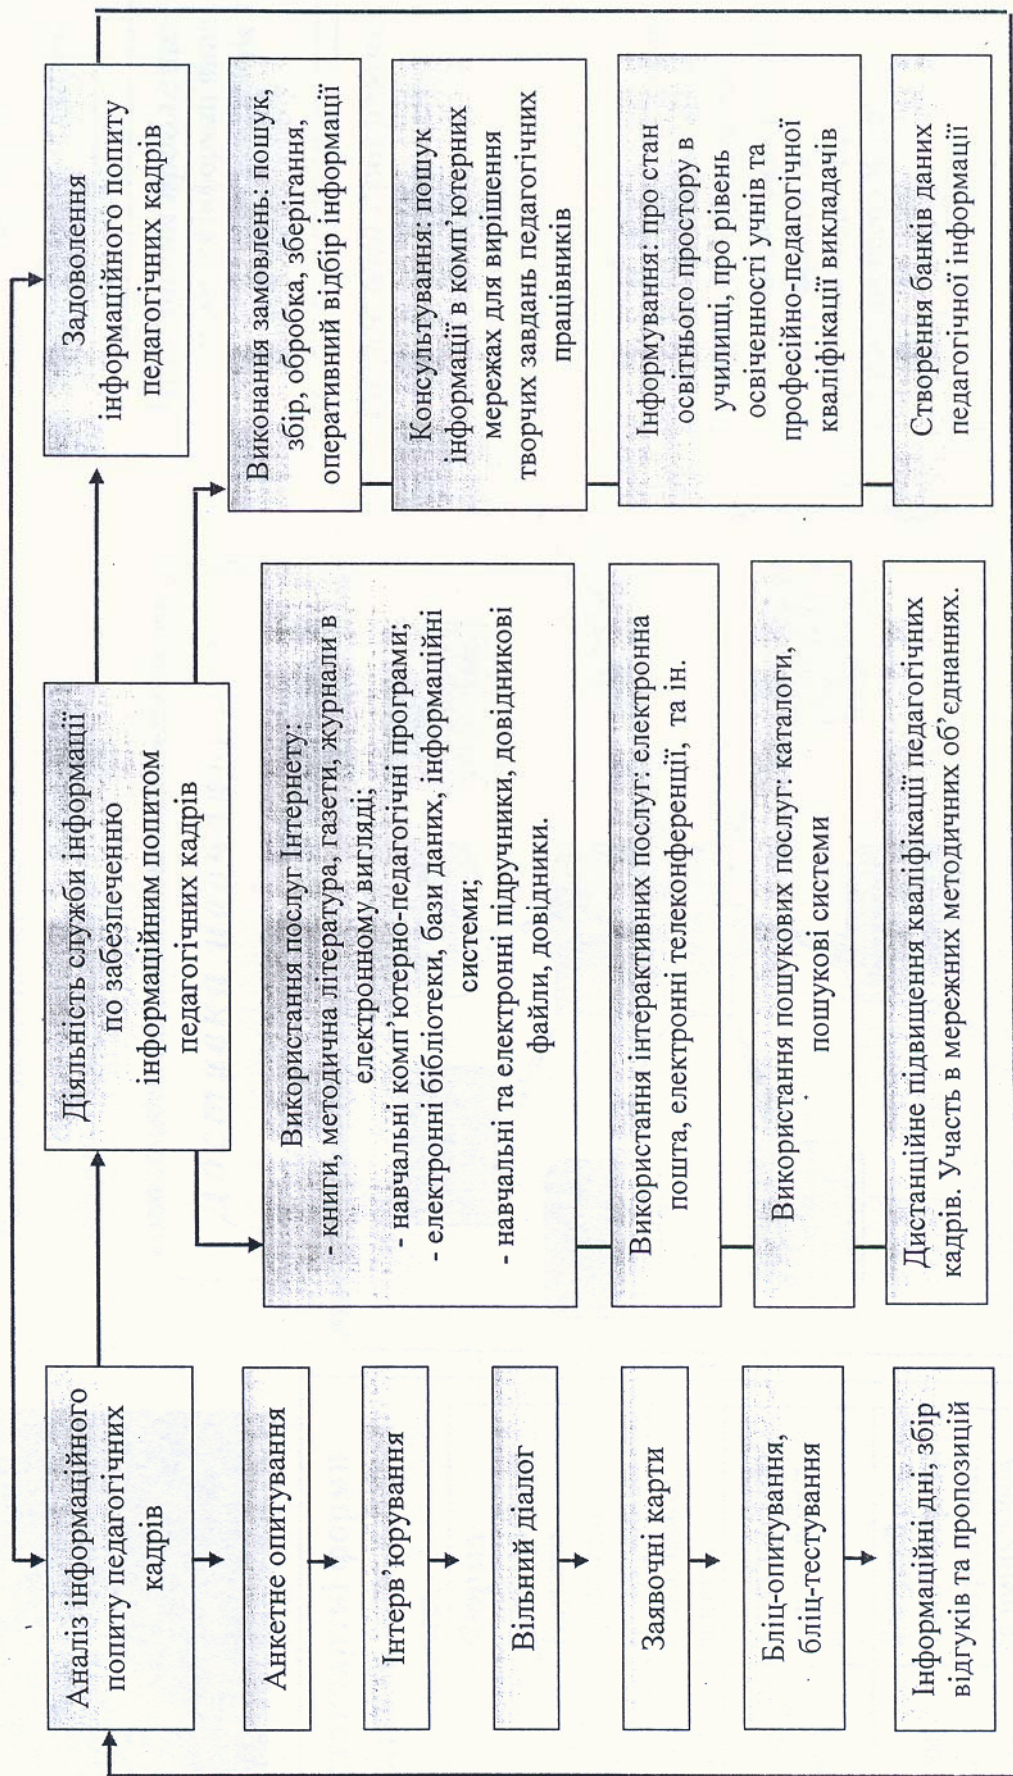 Аналіз інформаційного
попиту педагогічних
кадрів
Анкетне опитування
Інтерв’юрування
Вільний діалог
Заявочні карти
Бліц-опитування,
бліц-тестування
Інформаційні дні, збір
відгуків та пропозицій
Діяльність служби інформації
по забезпеченню
інформаційним попитом
педагогічних кадрів
Використання послуг Інтернету:
- книги, методична література, газети, журнали в
електронному вигляді;
- навчальні комп’ютерно-педагогічні програми;
- електронні бібліотеки, бази даних, інформаційні
системи;
- навчальні та електронні підручники, довідникові
файли, довідники.
Використання інтерактивних послуг: електронна
пошта, електронні телеконференції, та ін.
Використання пошукових послуг: каталоги,
пошукові системи
Дистанційне підвищення кваліфікації педагогічних
кадрів. Участь в мережних методичних об’єднаннях.
Задоволення
інформаційного попиту
педагогічних кадрів
Виконання замовлень: пошук,
збір, обробка, зберігання,
оперативний відбір інформації
Консультування: пошук
інформації в комп’ютерних
мережах для вирішення
творчих завдань педагогічних
працівників
Інформування: про стан
освітнього простору в
училищі, про рівень
освіченності учнів та
професійно-педагогічної
кваліфікації викладачів
Створення банків даних
педагогічної інформації